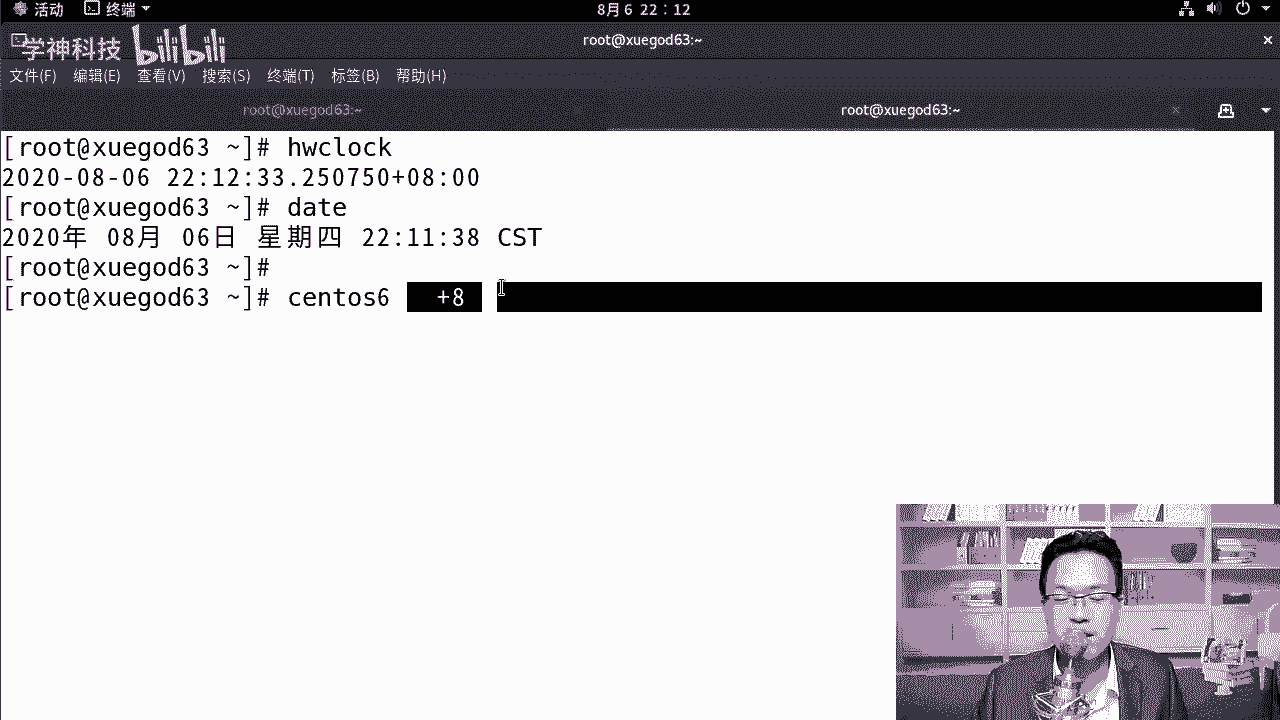 活动 终端 8月 6 22：12
学神科技 bilibili
root@xuegod63:~
文件(F) 编辑(E) 查看(V) 搜索(S) 终端(T) 标签(B) 帮助(H)
root@xuegod63:~ root@xuegod63:~
[root@xuegod63 ~]# hwclock
2020-08-06 22:12:33.250750+08:00
[root@xuegod63 ~]# date
2020年 08月 06日 星期四 22:11:38 CST
[root@xuegod63 ~]#
[root@xuegod63 ~]# centos6 +8